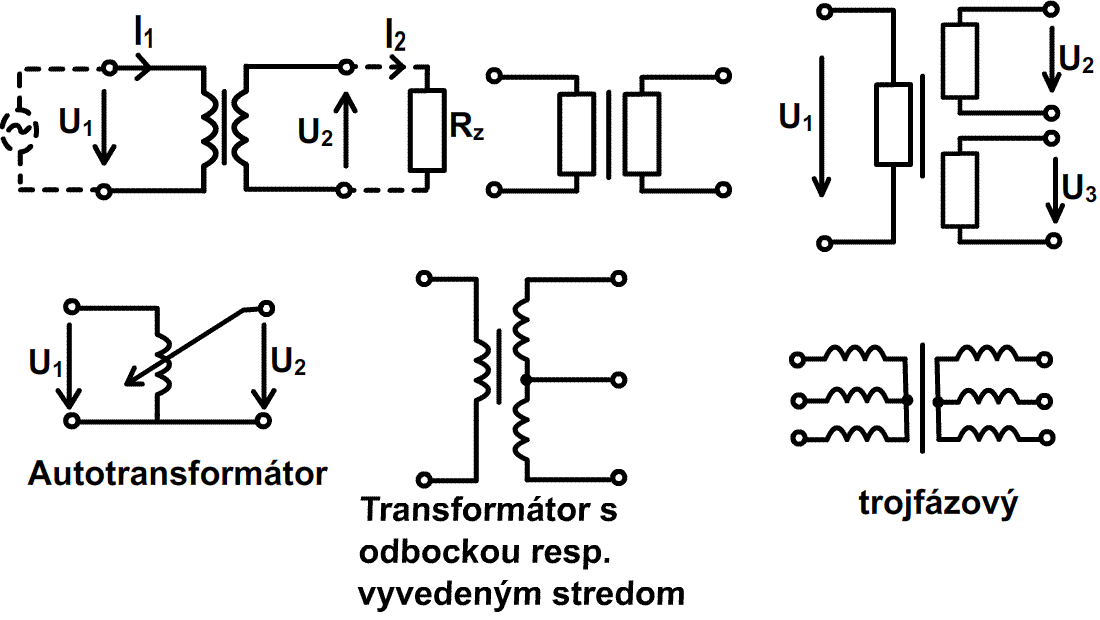 I1
I2
U1
U2
Rz
U1
U2
U3
U1
U2
Autotransformátor
Transformátor s
odbockou resp.
vyvedeným stredom
trojfázový